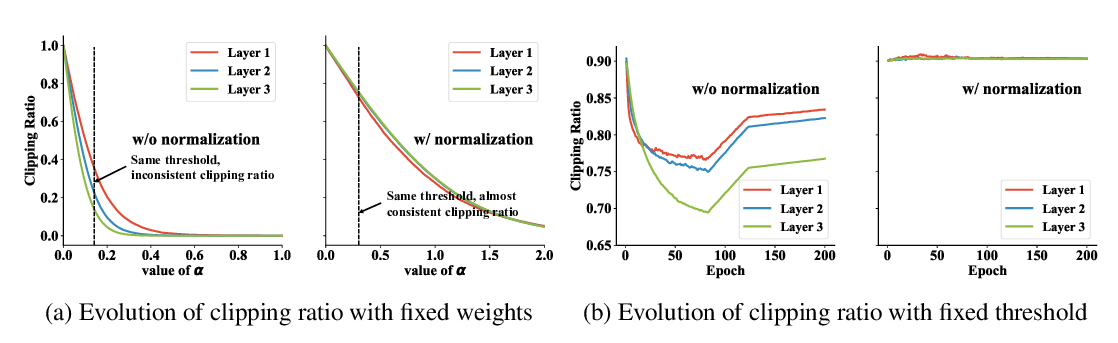 Clipping Ratio
1.0
0.8
0.6
0.4
0.2
0.0
Layer 1
Layer 2
Layer 3
w/o normalization
Same threshold,
inconsistent clipping ratio
0.0 0.2 0.4 0.6 0.8 1.0
value of α
Layer 1
Layer 2
Layer 3
w/ normalization
Same threshold, almost
consistent clipping ratio
0.0 0.5 1.0 1.5 2.0
value of α
(a) Evolution of clipping ratio with fixed weights
Clipping Ratio
0.90
0.85
0.80
0.75
0.70
0.65
w/o normalization
Layer 1
Layer 2
Layer 3
0 50 100 150 200
Epoch
w/ normalization
Layer 1
Layer 2
Layer 3
0 50 100 150 200
Epoch
(b) Evolution of clipping ratio with fixed threshold